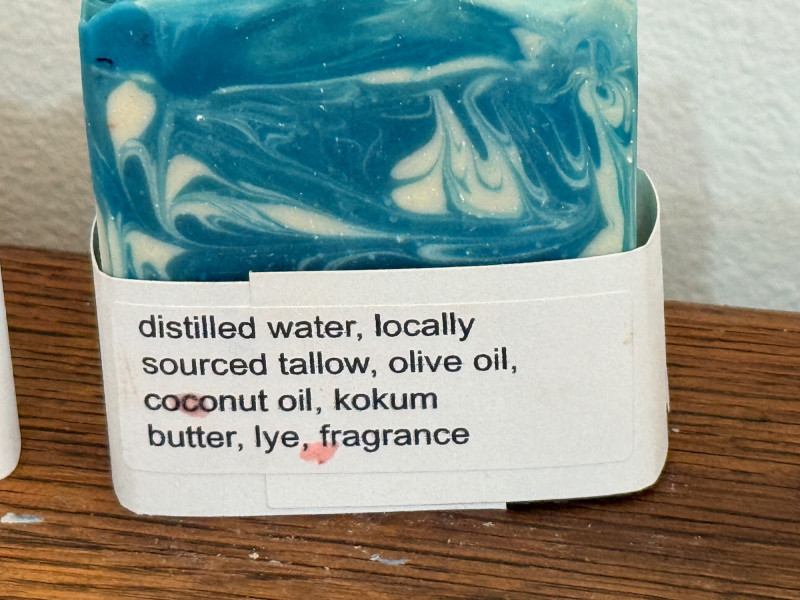 distilled water, locally
sourced tallow, olive oil,
coconut oil, kokum
butter, lye, fragrance